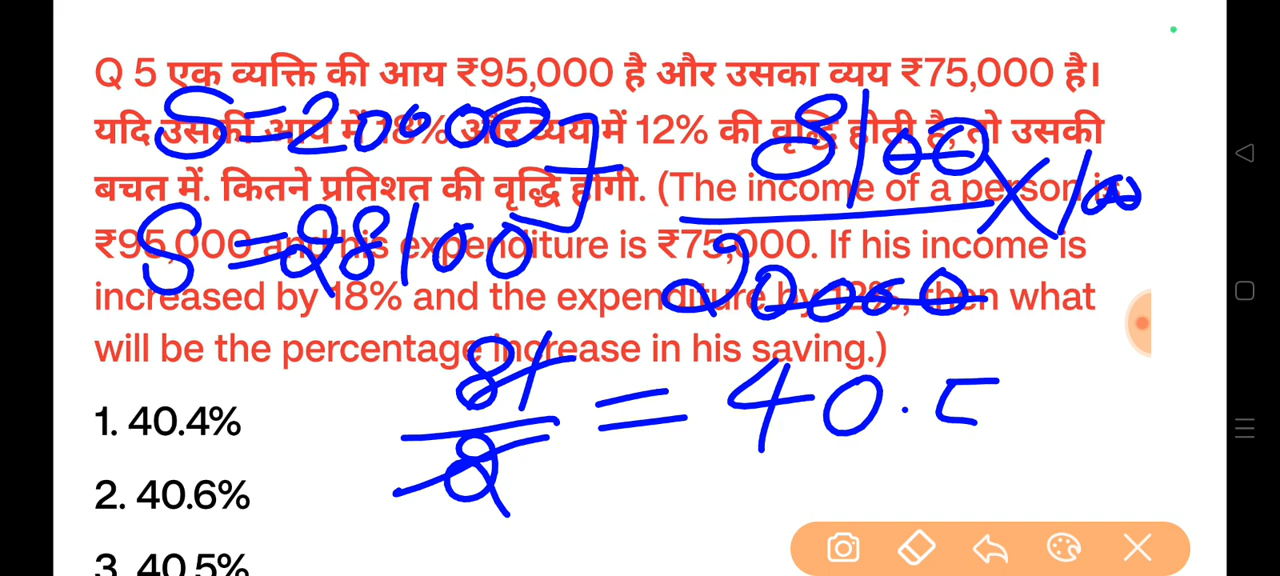 Q 5 एक व्यक्ति की आय ₹95,000 है और उसका व्यय ₹75,000 है।
यदि उसकी आय में 18% और व्यय में 12% की वृद्धि होती है, तो उसकी
बचत में. कितने प्रतिशत की वृद्धि होगी. (The income of a person is
₹95,000 and his expenditure is ₹75,000. If his income is
increased by 18% and the expenditure by 12%, then what
will be the percentage increase in his saving.)
1. 40.4%
2. 40.6%
3. 40.5%
S=20000
S=28100
8100 × 100
20000
81
2
= 40.5